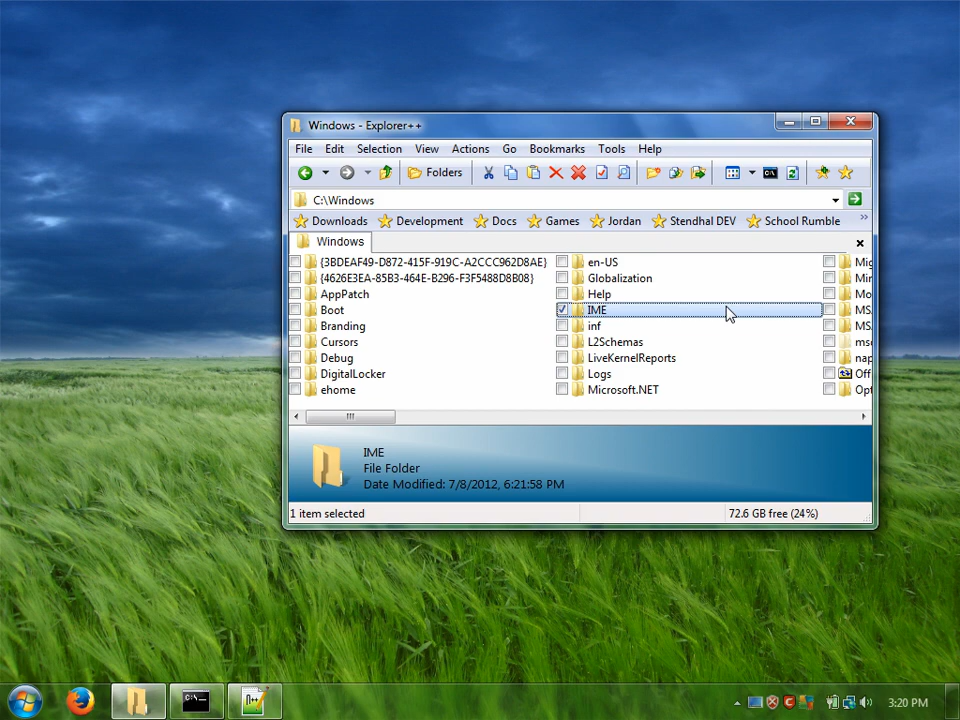 Windows - Explorer++
File Edit Selection View Actions Go Bookmarks Tools Help
Folders
C:\Windows
Downloads Development Docs Games Jordan Stendhal DEV School Rumble »
Windows
{3BDEAF49-D872-415F-919C-A2CCC962D8AE}
{4626E3EA-85B3-464E-B296-F3F5488D8B08}
AppPatch
Boot
Branding
Cursors
Debug
DigitalLocker
ehome
en-US
Globalization
Help
IME
inf
L2Schemas
LiveKernelReports
Logs
Microsoft.NET
Mig
Mo
MS
MS
nap
Off
Opt
IME
File Folder
Date Modified: 7/8/2012, 6:21:58 PM
1 item selected
72.6 GB free (24%)
3:20 PM